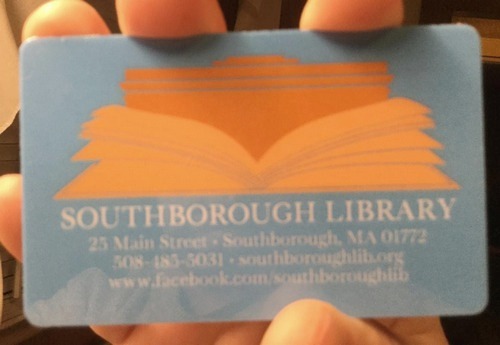 SOUTHBOROUGH LIBRARY
25 Main Street • Southborough, MA 01772
508-485-5031 • southboroughlib.org
www.facebook.com/southboroughlib